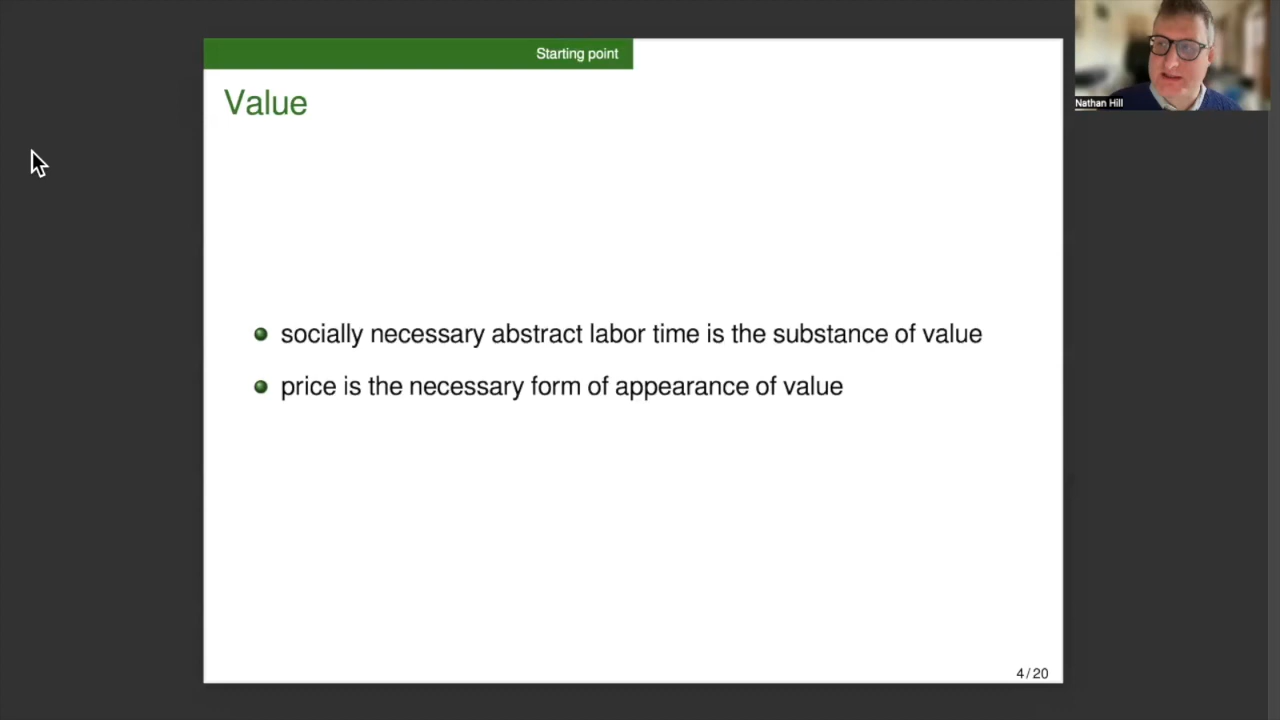 Starting point
Value
Nathan Hill
socially necessary abstract labor time is the substance of value
price is the necessary form of appearance of value
4 / 20